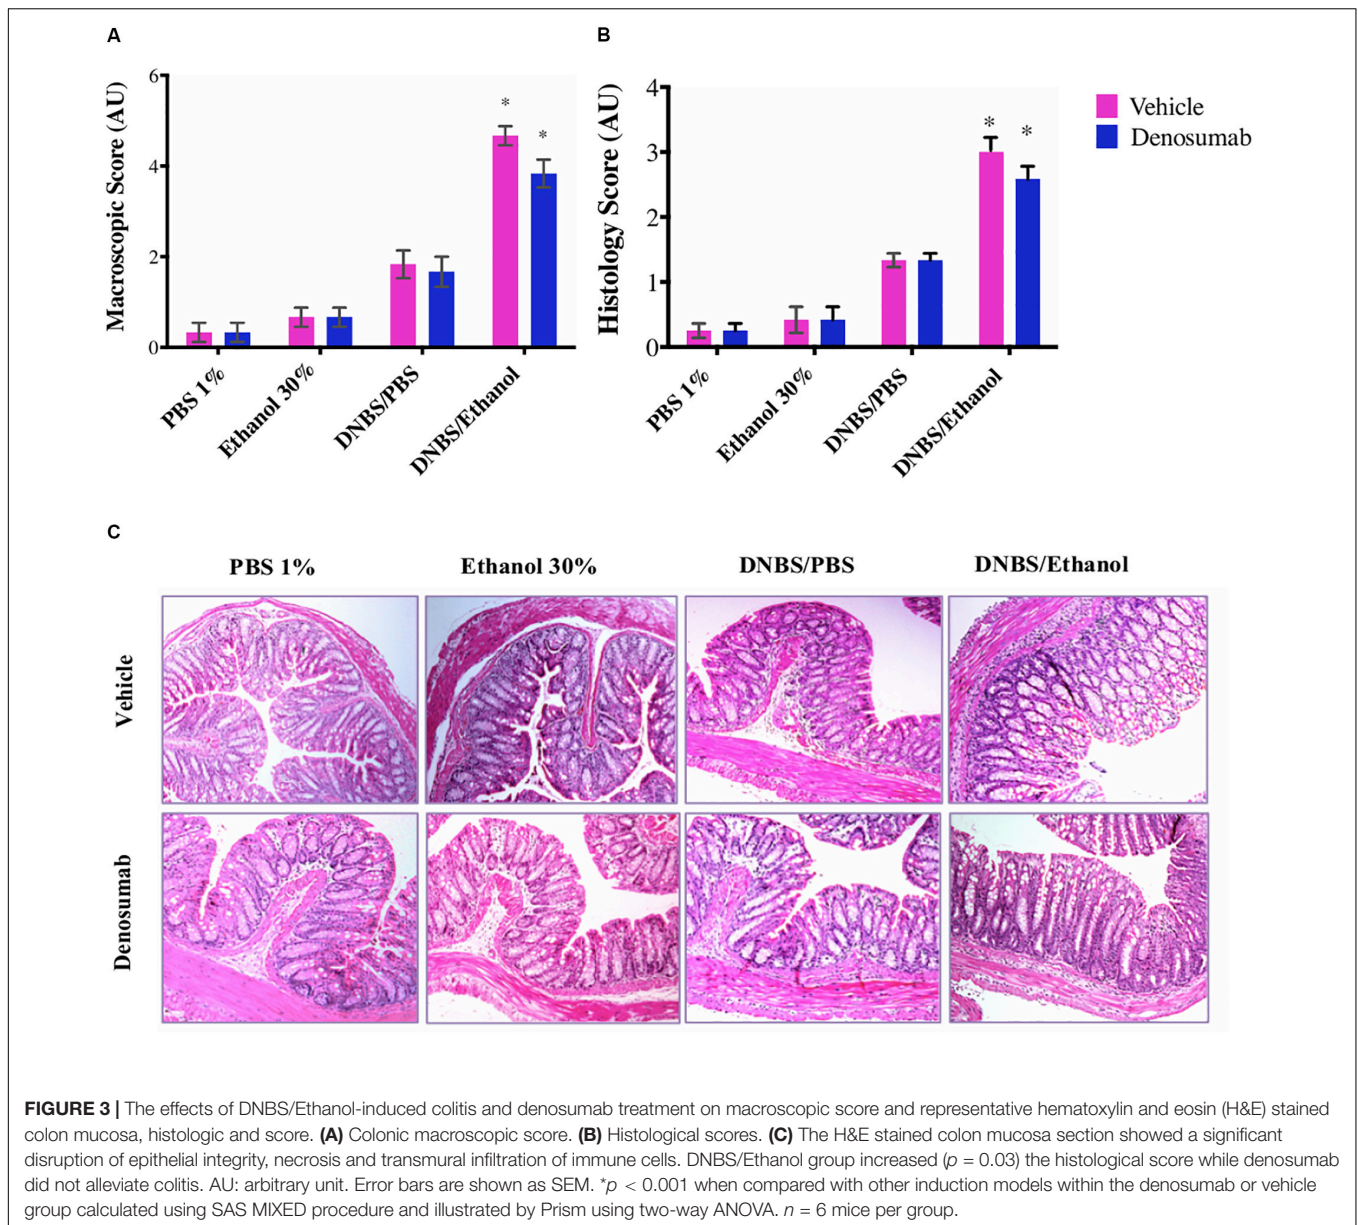 A
Macroscopic Score (AU)
6
4
2
0
*
*
PBS 1%
Ethanol 30%
DNBS/PBS
DNBS/Ethanol
B
Histology Score (AU)
4
3
2
1
0
*
*
PBS 1%
Ethanol 30%
DNBS/PBS
DNBS/Ethanol
Vehicle
Denosumab
C
PBS 1%
Ethanol 30%
DNBS/PBS
DNBS/Ethanol
Vehicle
Denosumab
FIGURE 3 | The effects of DNBS/Ethanol-induced colitis and denosumab treatment on macroscopic score and representative hematoxylin and eosin (H&E) stained
colon mucosa, histologic and score. (A) Colonic macroscopic score. (B) Histological scores. (C) The H&E stained colon mucosa section showed a significant
disruption of epithelial integrity, necrosis and transmural infiltration of immune cells. DNBS/Ethanol group increased (p = 0.03) the histological score while denosumab
did not alleviate colitis. AU: arbitrary unit. Error bars are shown as SEM. *p < 0.001 when compared with other induction models within the denosumab or vehicle
group calculated using SAS MIXED procedure and illustrated by Prism using two-way ANOVA. n = 6 mice per group.